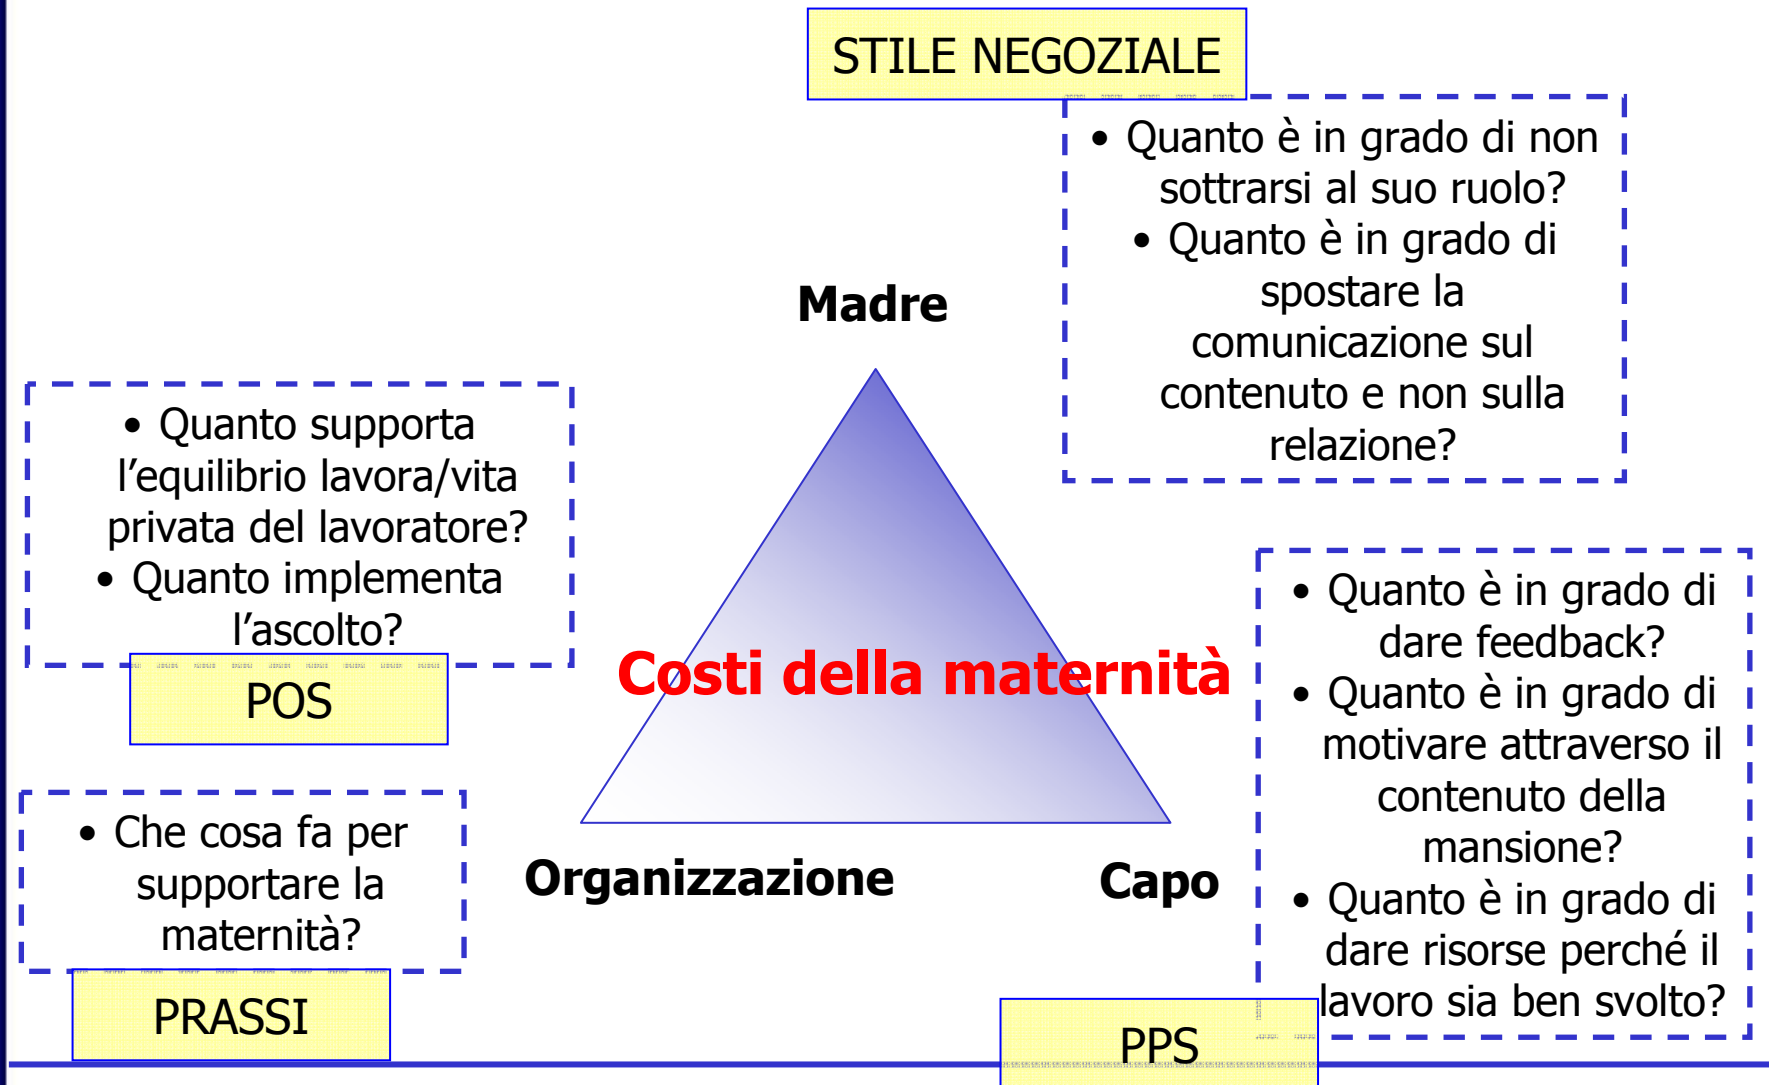 STILE NEGOZIALE
• Quanto è in grado di non
sottrarsi al suo ruolo?
• Quanto è in grado di
spostare la
comunicazione sul
contenuto e non sulla
relazione?
Madre
• Quanto supporta
l’equilibrio lavora/vita
privata del lavoratore?
• Quanto implementa
l’ascolto?
POS
Costi della maternità
• Quanto è in grado di
dare feedback?
• Quanto è in grado di
motivare attraverso il
contenuto della
mansione?
• Quanto è in grado di
dare risorse perché il
lavoro sia ben svolto?
• Che cosa fa per
supportare la
maternità?
PRASSI
Organizzazione
Capo
PPS